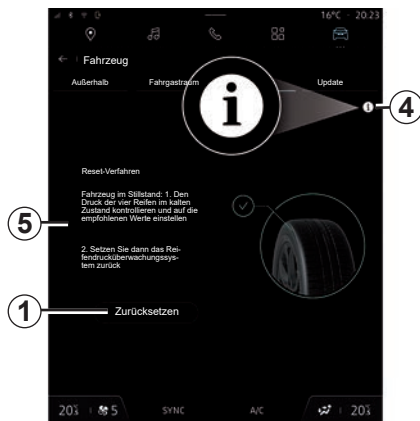 16°C · 20:23
← Fahrzeug
Außerhalb Fahrgastraum Update
i
i 4
Reset-Verfahren
Fahrzeug im Stillstand: 1. Den
Druck der vier Reifen im kalten
Zustand kontrollieren und auf die
empfohlenen Werte einstellen
5
2. Setzen Sie dann das Rei-
fendrucküberwachungssys-
tem zurück
1 Zurücksetzen
5 SYNC A/C